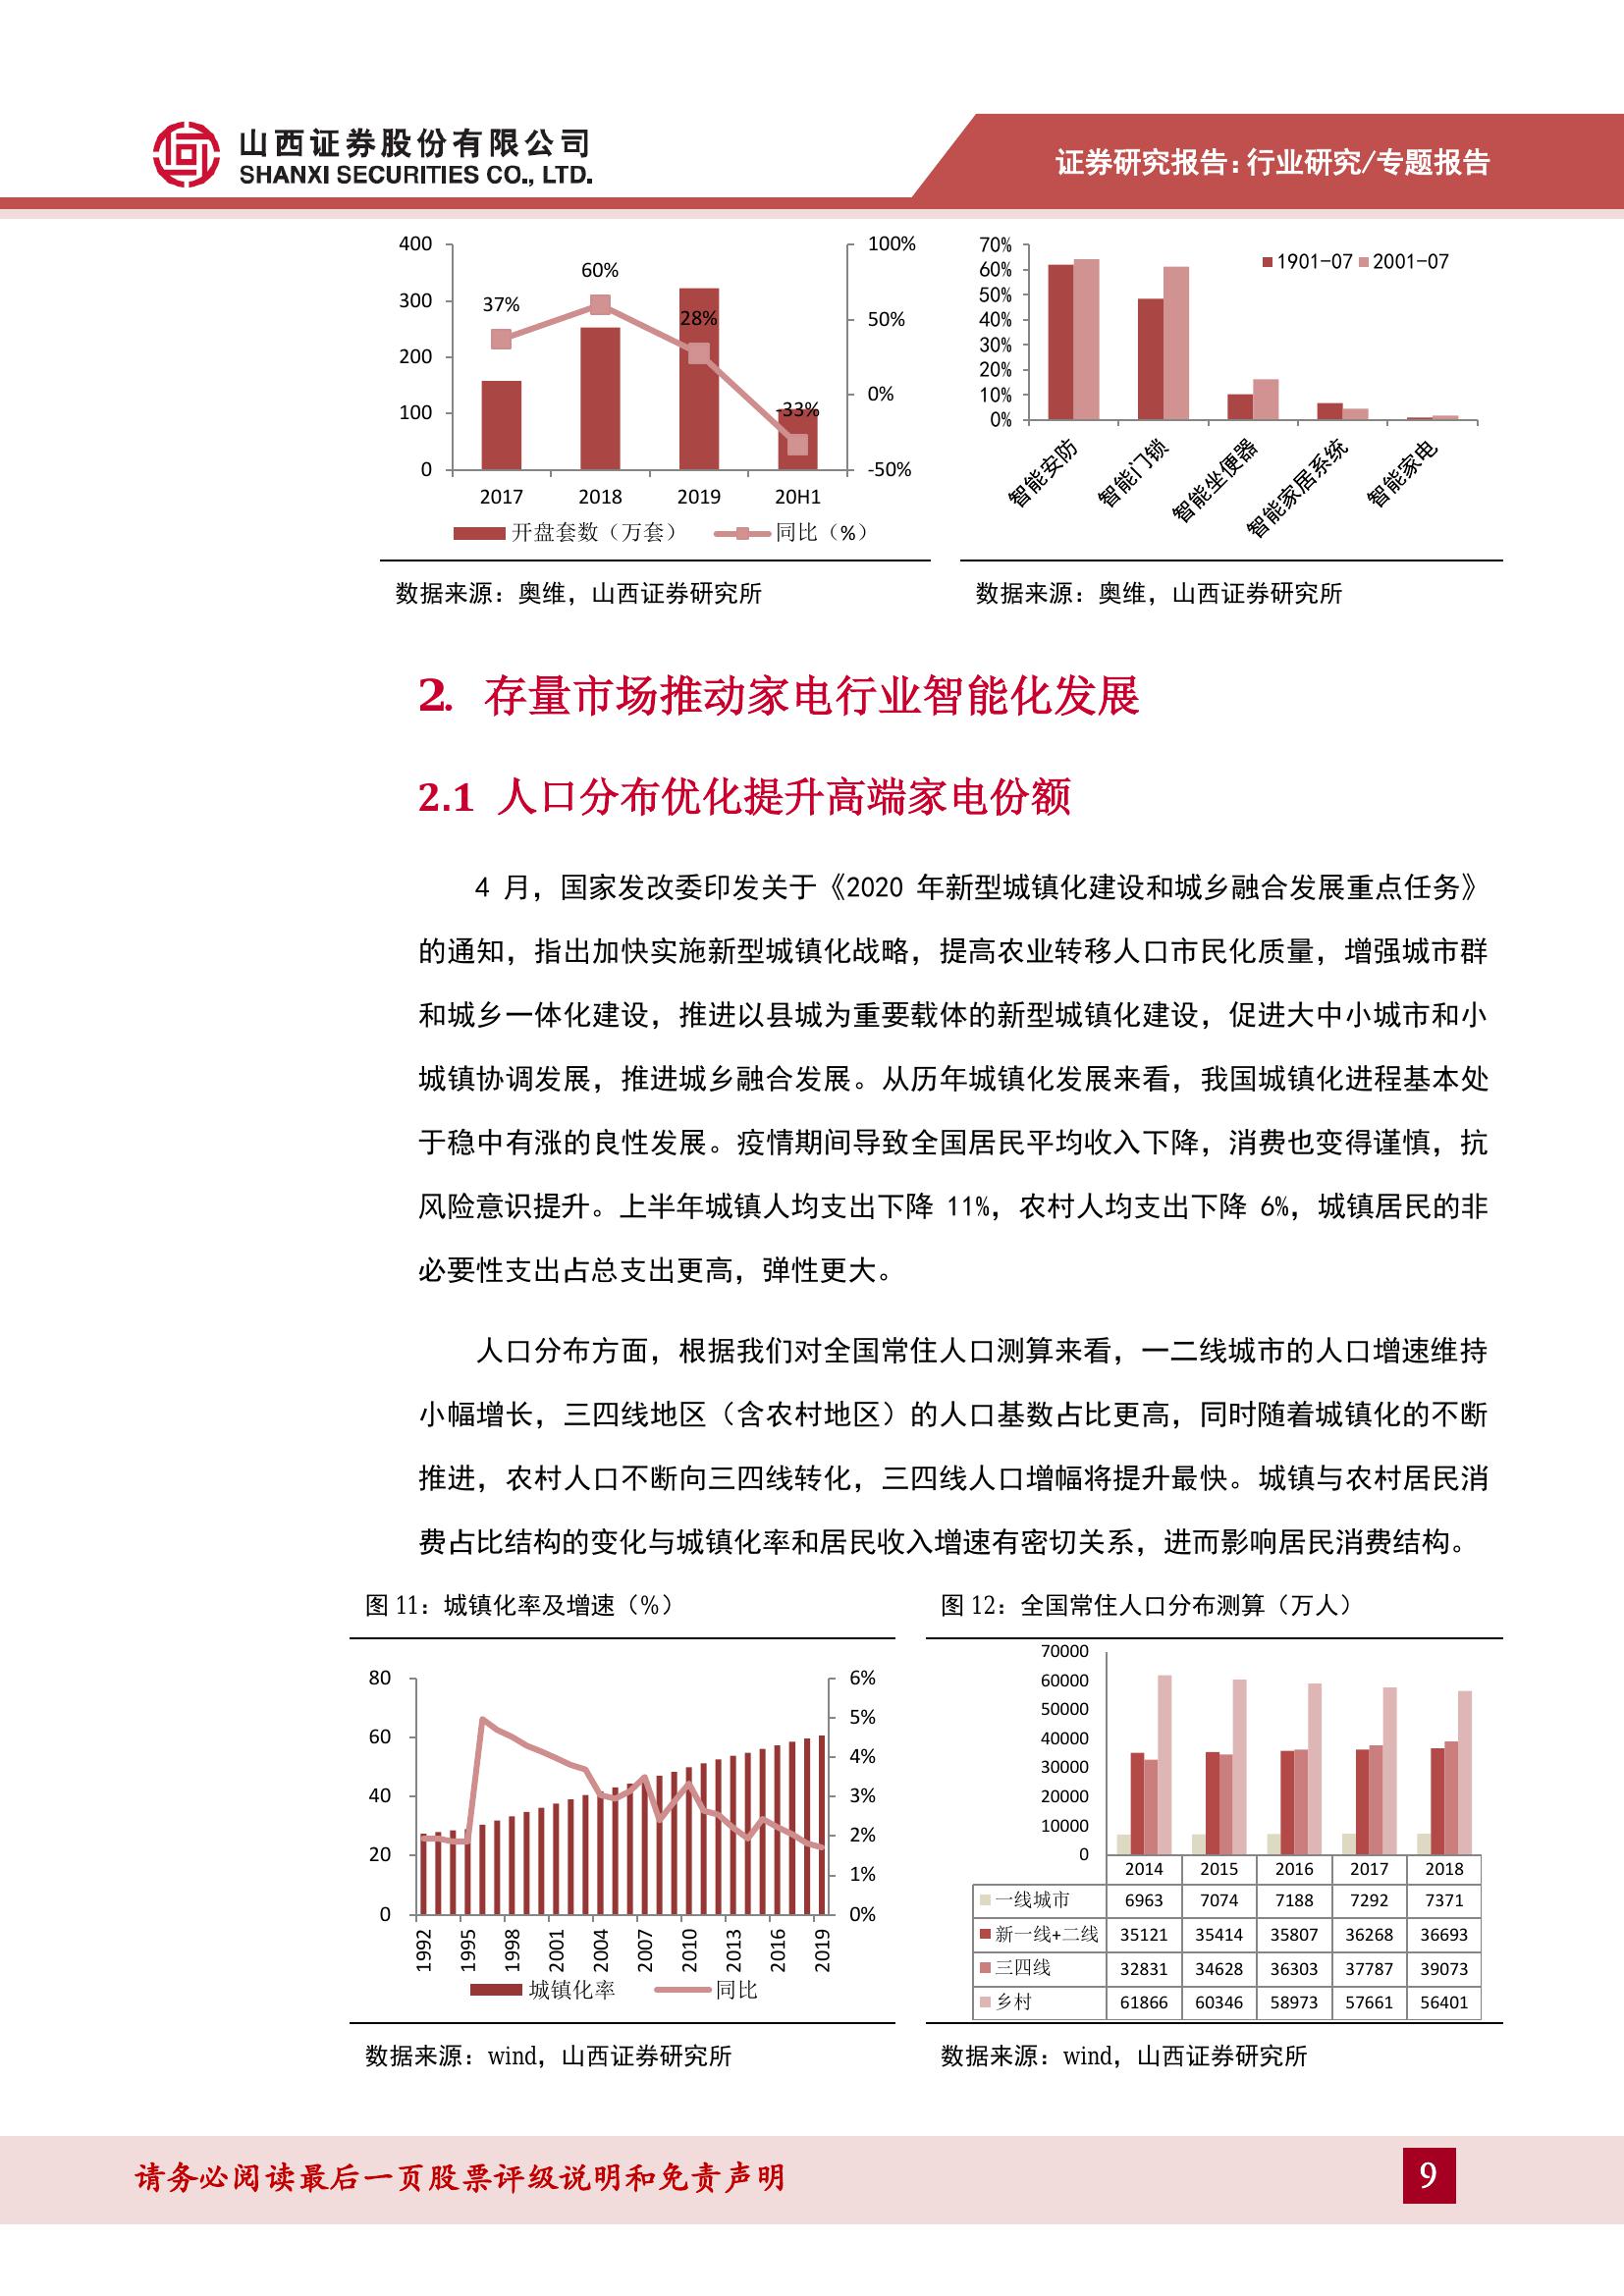 山西证券股份有限公司
SHANXI SECURITIES CO., LTD.
证券研究报告:行业研究/专题报告
400
300
200
100
0
100%
50%
0%
-50%
37%
60%
28%
-33%
2017 2018 2019 20H1
开盘套数（万套） 同比（%）
数据来源：奥维，山西证券研究所
70%
60%
50%
40%
30%
20%
10%
0%
1901-07 2001-07
智能安防
智能门锁
智能坐便器
智能家居系统
智能家电
数据来源：奥维，山西证券研究所
2. 存量市场推动家电行业智能化发展
2.1 人口分布优化提升高端家电份额
4 月，国家发改委印发关于《2020 年新型城镇化建设和城乡融合发展重点任务》
的通知，指出加快实施新型城镇化战略，提高农业转移人口市民化质量，增强城市群
和城乡一体化建设，推进以县城为重要载体的新型城镇化建设，促进大中小城市和小
城镇协调发展，推进城乡融合发展。从历年城镇化发展来看，我国城镇化进程基本处
于稳中有涨的良性发展。疫情期间导致全国居民平均收入下降，消费也变得谨慎，抗
风险意识提升。上半年城镇人均支出下降 11%，农村人均支出下降 6%，城镇居民的非
必要性支出占总支出更高，弹性更大。
人口分布方面，根据我们对全国常住人口测算来看，一二线城市的人口增速维持
小幅增长，三四线地区（含农村地区）的人口基数占比更高，同时随着城镇化的不断
推进，农村人口不断向三四线转化，三四线人口增幅将提升最快。城镇与农村居民消
费占比结构的变化与城镇化率和居民收入增速有密切关系，进而影响居民消费结构。
图 11：城镇化率及增速（%）
80
60
40
20
0
6%
5%
4%
3%
2%
1%
0%
1992 1995 1998 2001 2004 2007 2010 2013 2016 2019
城镇化率 同比
数据来源：wind，山西证券研究所
图 12：全国常住人口分布测算（万人）
70000
60000
50000
40000
30000
20000
10000
0
2014 2015 2016 2017 2018
一线城市 6963 7074 7188 7292 7371
新一线+二线 35121 35414 35807 36268 36693
三四线 32831 34628 36303 37787 39073
乡村 61866 60346 58973 57661 56401
数据来源：wind，山西证券研究所
请务必阅读最后一页股票评级说明和免责声明
9